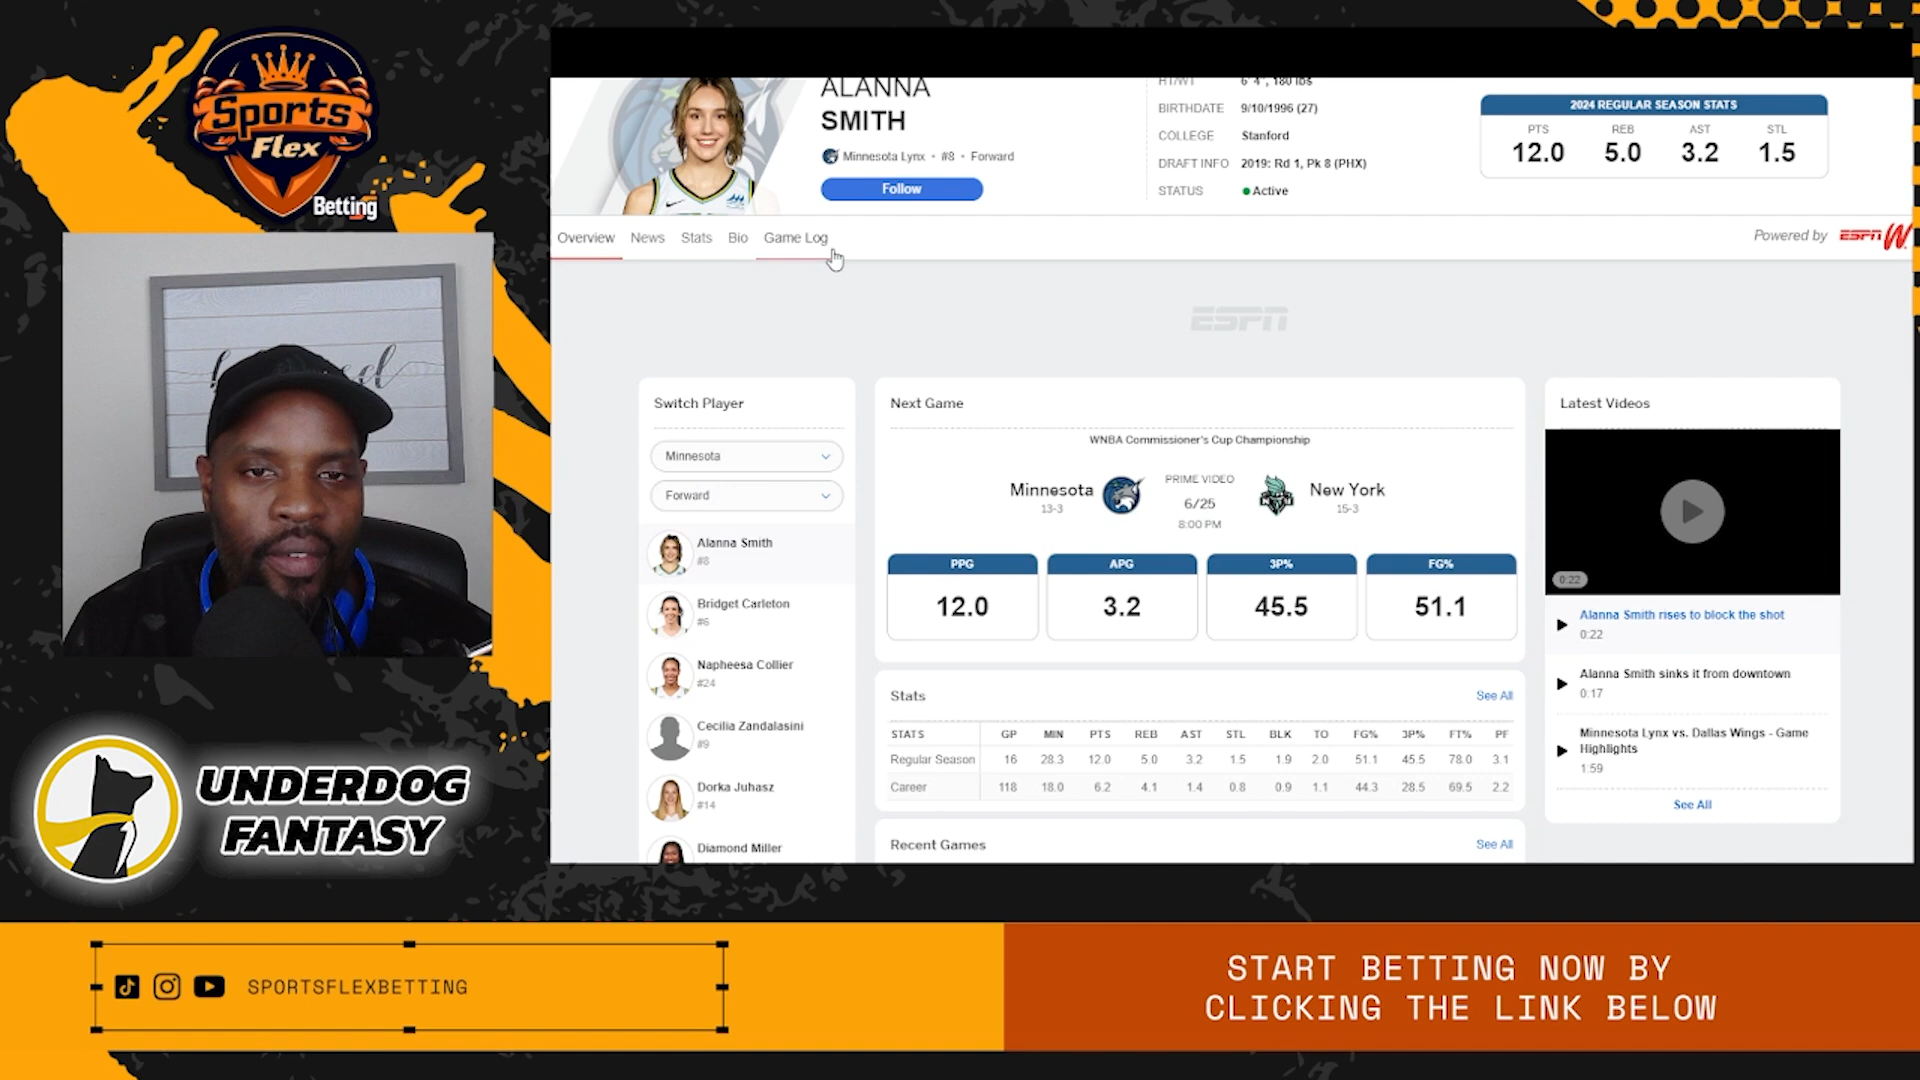 Sports
Flex
Betting
ALANNA
SMITH
Minnesota Lynx • #8 • Forward
Follow
HT/WT 6' 4", 180 lbs
BIRTHDATE 9/10/1996 (27)
COLLEGE Stanford
DRAFT INFO 2019: Rd 1, Pk 8 (PHX)
STATUS Active
2024 REGULAR SEASON STATS
PTS REB AST STL
12.0 5.0 3.2 1.5
Overview News Stats Bio Game Log
Powered by ESPN W
ESPN
Switch Player
Minnesota
Forward
Alanna Smith
#8
Bridget Carleton
#6
Napheesa Collier
#24
Cecilia Zandalasini
#9
Dorka Juhasz
#14
Diamond Miller
Next Game
WNBA Commissioner's Cup Championship
Minnesota
13-3
PRIME VIDEO
6/25
8:00 PM
New York
15-3
PPG APG 3P% FG%
12.0 3.2 45.5 51.1
Stats See All
STATS GP MIN PTS REB AST STL BLK TO FG% 3P% FT% PF
Regular Season 16 28.3 12.0 5.0 3.2 1.5 1.9 2.0 51.1 45.5 78.0 3.1
Career 118 18.0 6.2 4.1 1.4 0.8 0.9 1.1 44.3 28.5 69.5 2.2
Recent Games See All
Latest Videos
0:22
Alanna Smith rises to block the shot
0:22
Alanna Smith sinks it from downtown
0:17
Minnesota Lynx vs. Dallas Wings - Game
Highlights
1:59
See All
UNDERDOG
FANTASY
SPORTSFLEXBETTING
START BETTING NOW BY
CLICKING THE LINK BELOW